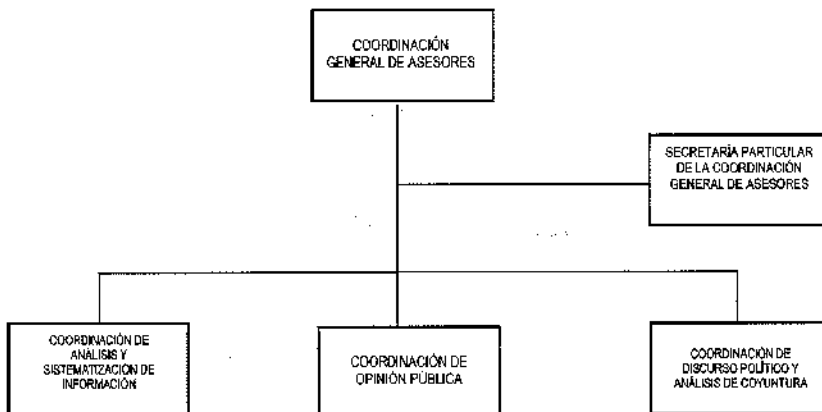 COORDINACIÓN
GENERAL DE ASESORES
SECRETARÍA PARTICULAR
DE LA COORDINACIÓN
GENERAL DE ASESORES
COORDINACIÓN DE
ANÁLISIS Y
SISTEMATIZACIÓN DE
INFORMACIÓN
COORDINACIÓN DE
OPINIÓN PÚBLICA
COORDINACIÓN DE
DISCURSO POLÍTICO Y
ANÁLISIS DE COYUNTURA